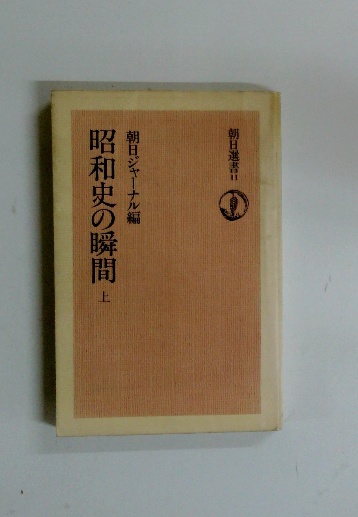 朝日選書11
朝日ジャーナル編
昭和史の瞬間
上